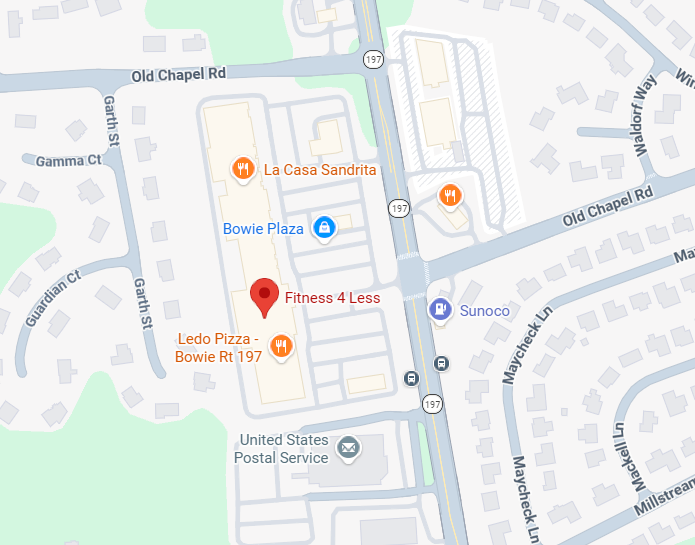 197
Old Chapel Rd
Garth St
Waldorf Way
Gamma Ct
La Casa Sandrita
197
Old Chapel Rd
Bowie Plaza
Guardian Ct
Garth St
Fitness 4 Less
Sunoco
Maycheck Ln
Ledo Pizza -
Bowie Rt 197
197
United States
Postal Service
Mackell Ln
Maycheck Ln
Millstream